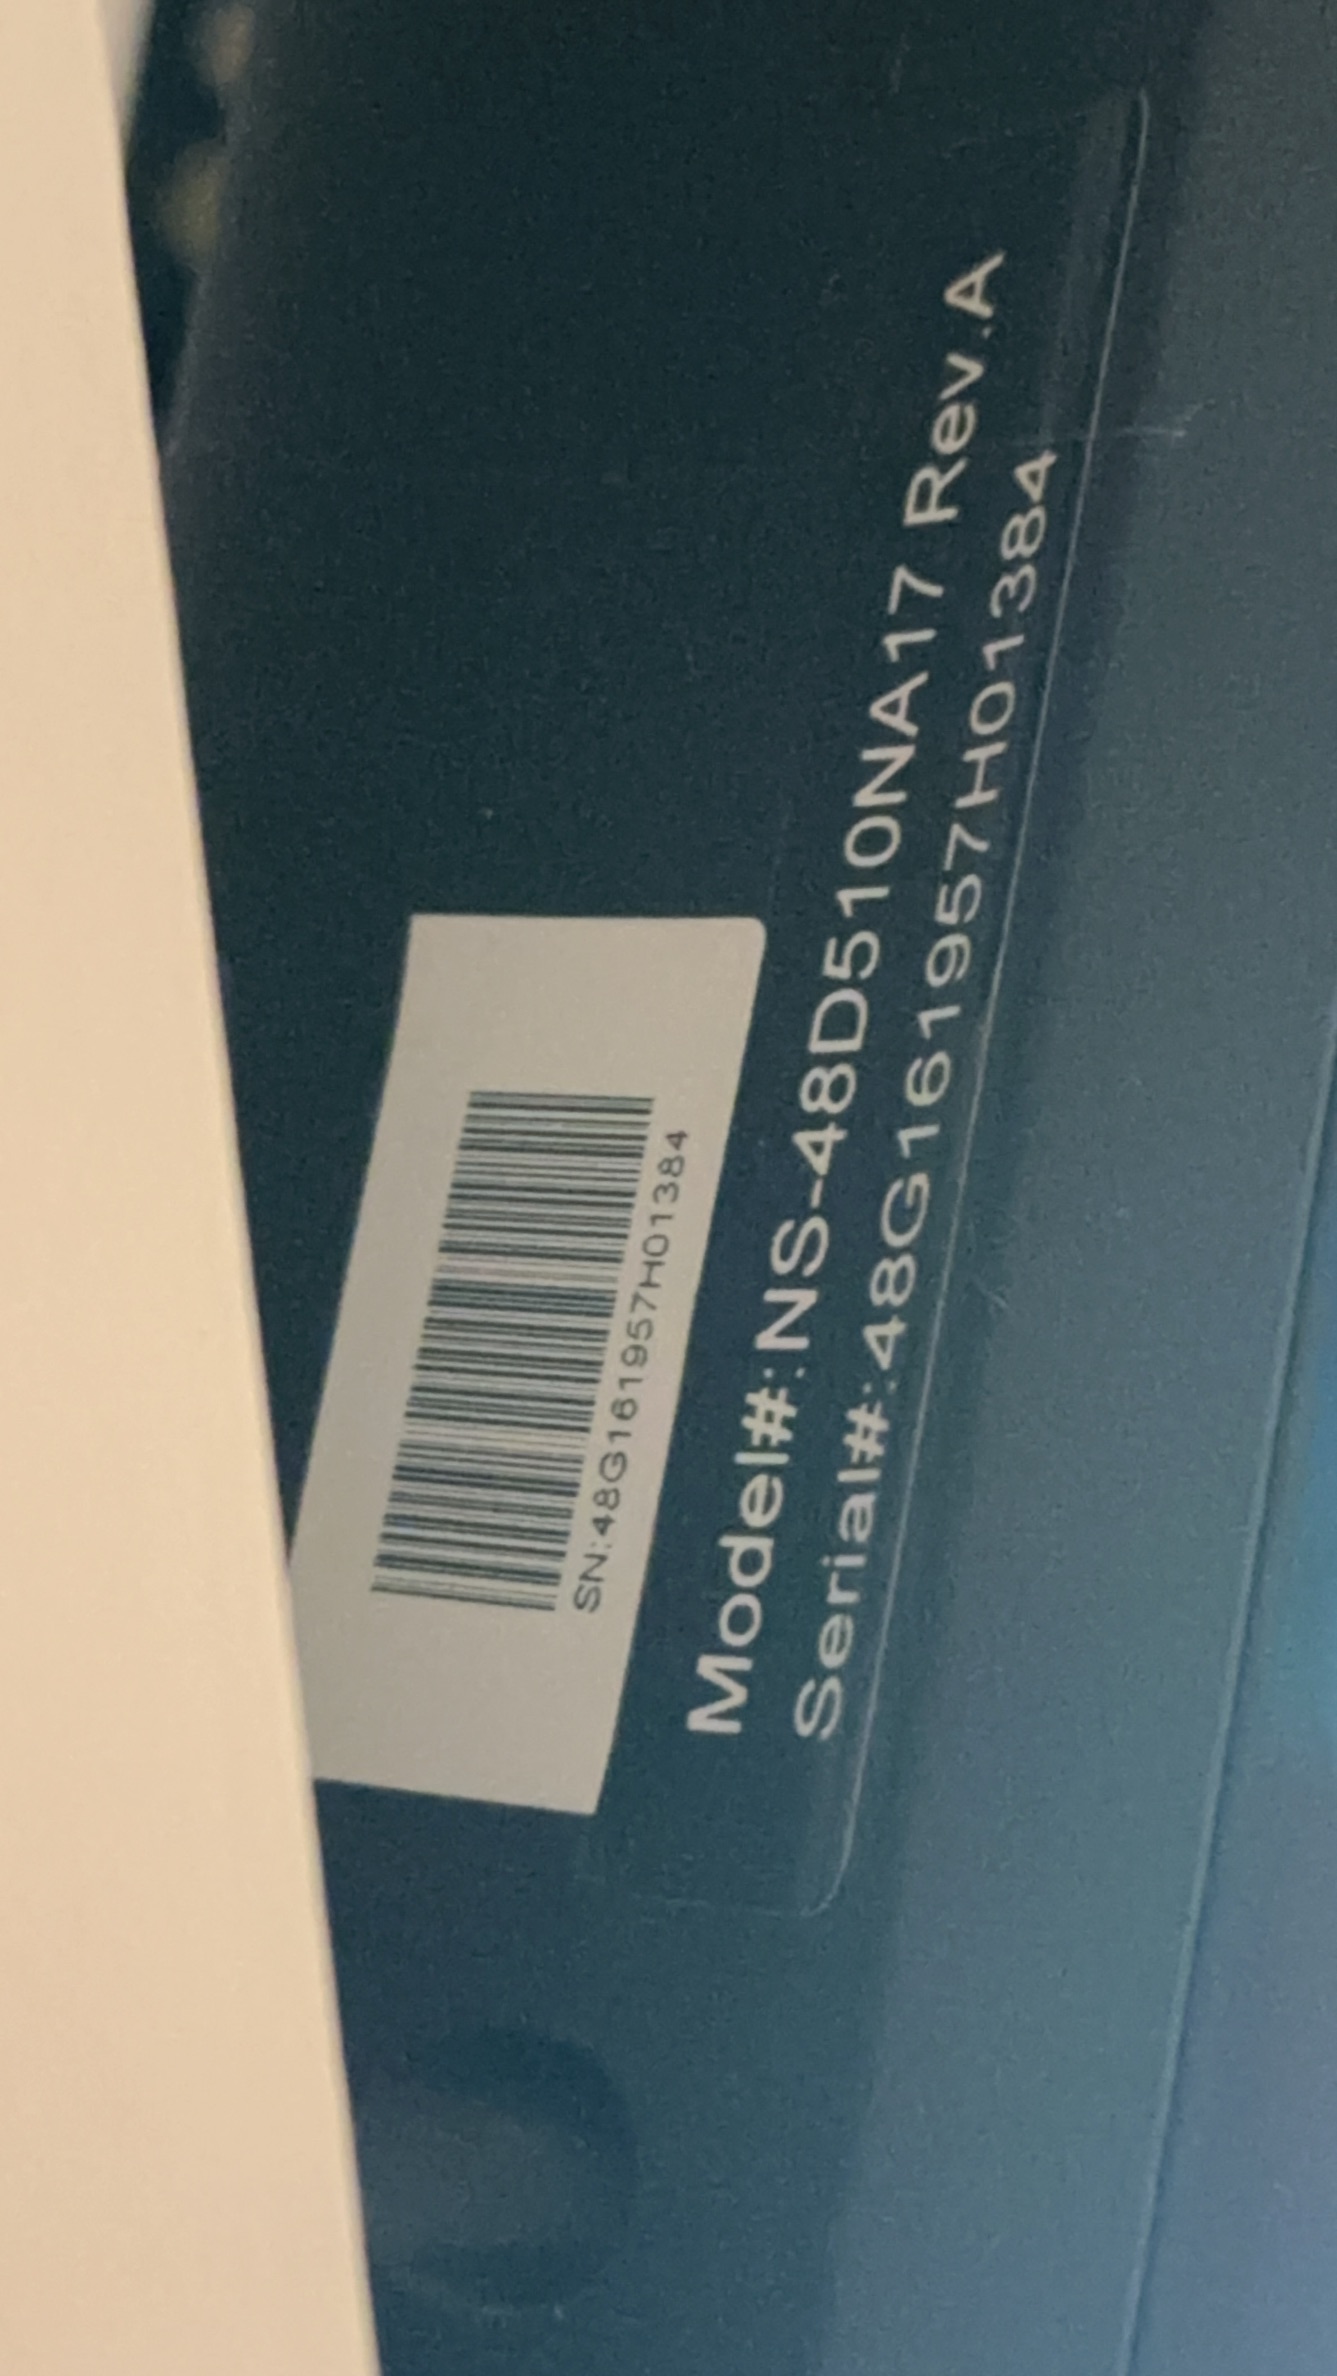 SN:48G161957H01384
Model#:NS-48D510NA17 Rev.A
Serial#:48G161957H01384